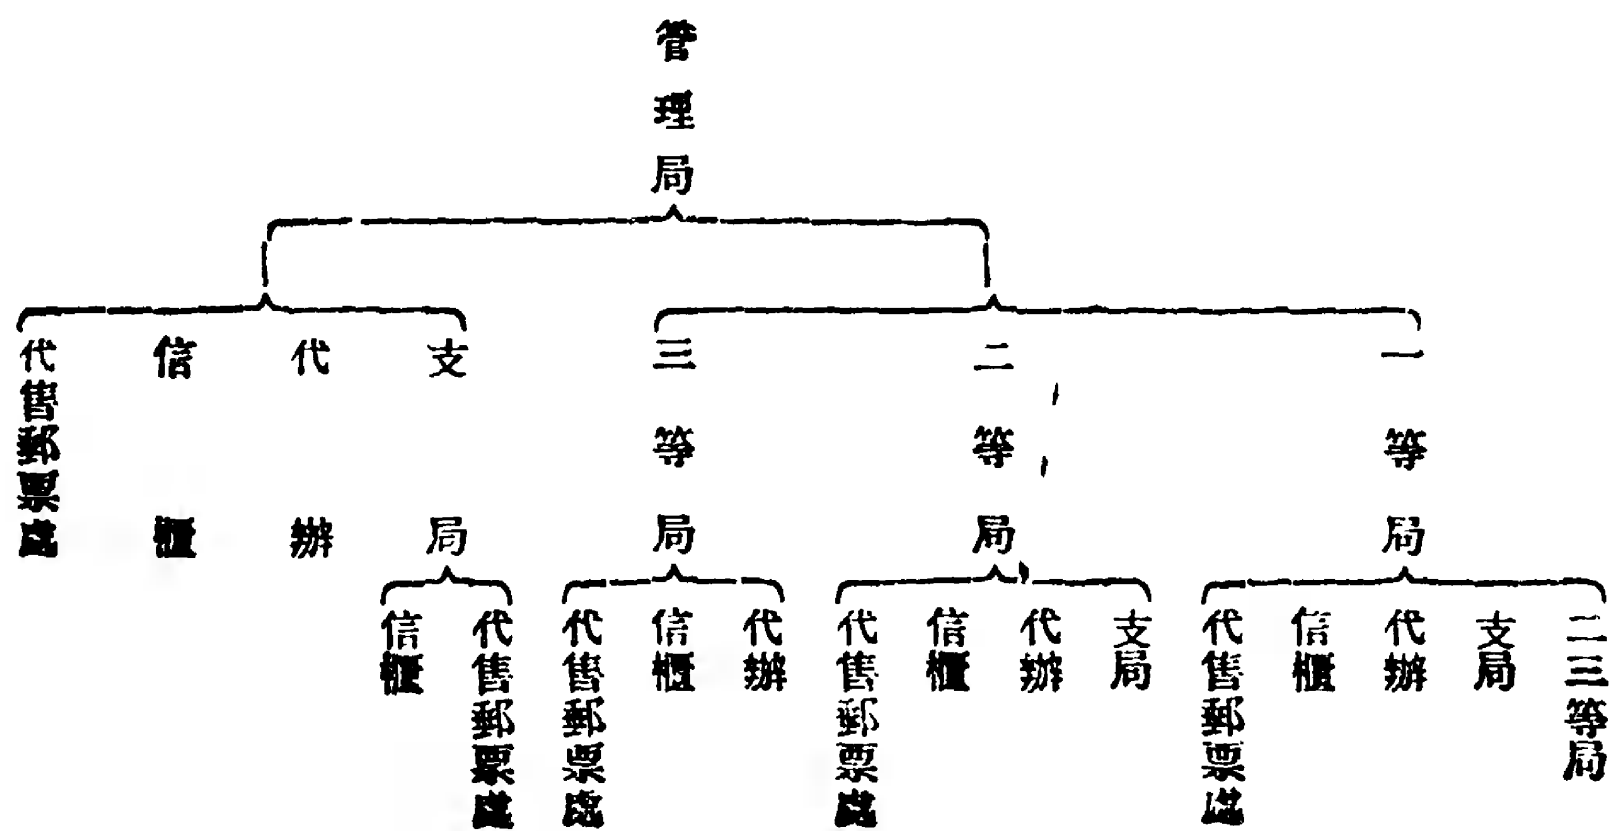 管理局
一等局
二等局
三等局
支局
代辦
信櫃
代售郵票處
二三等局
支局
代辦
信櫃
代售郵票處
支局
代辦
信櫃
代售郵票處
代辦
信櫃
代售郵票處
代售郵票處
信櫃